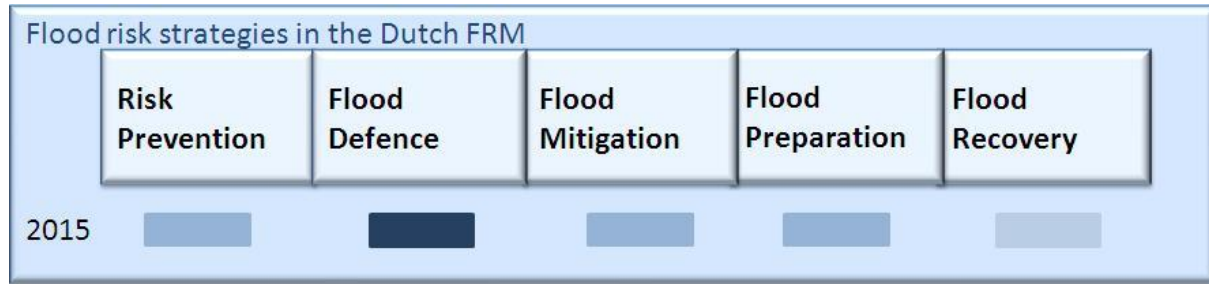 Flood risk strategies in the Dutch FRM
Risk
Prevention
Flood
Defence
Flood
Mitigation
Flood
Preparation
Flood
Recovery
2015